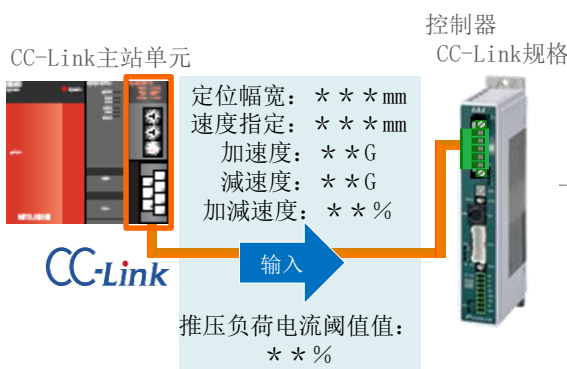 控制器
CC-Link主站单元
CC-Link规格
定位幅宽：＊＊＊mm
速度指定：＊＊＊mm
加速度：＊＊G
減速度：＊＊G
加減速度：＊＊％
CC-Link
输入
推压负荷电流阈值值：
＊＊％